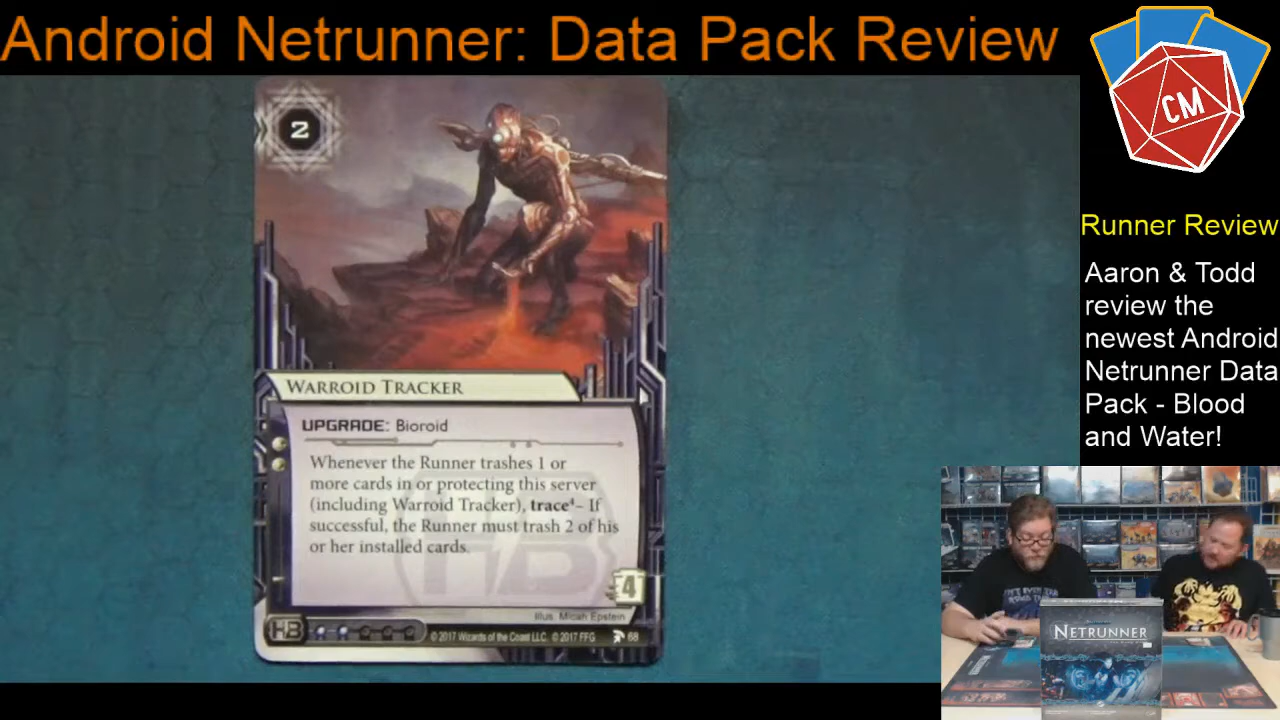 Android Netrunner: Data Pack Review
CM
Runner Review
Aaron & Todd
review the
newest Android
Netrunner Data
Pack - Blood
and Water!
2
WARROID TRACKER
UPGRADE: Bioroid
Whenever the Runner trashes 1 or
more cards in or protecting this server
(including Warroid Tracker), trace⁴– If
successful, the Runner must trash 2 of his
or her installed cards.
4
Illus. Micah Epstein
HB
© 2017 Wizards of the Coast LLC. © 2017 FFG
68
NETRUNNER